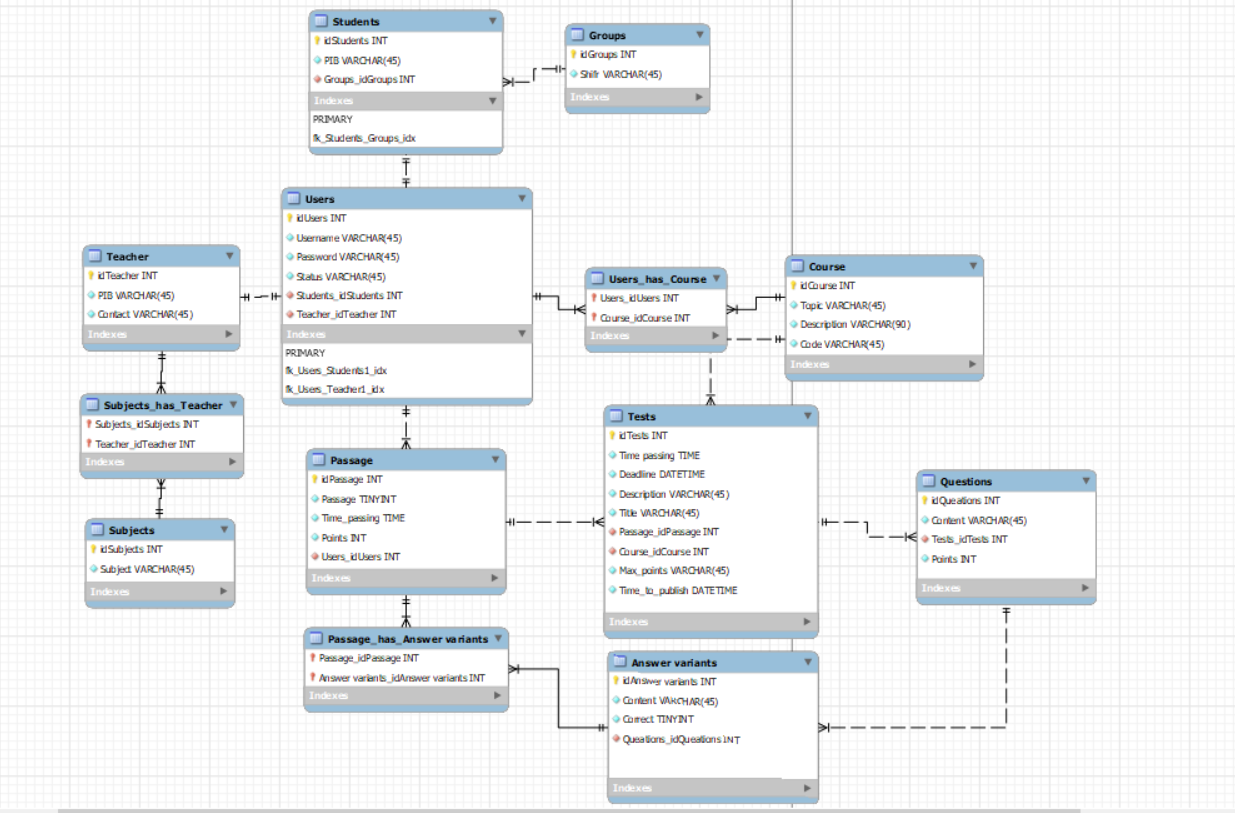 Students
idStudents INT
PIB VARCHAR(45)
Groups_idGroups INT
Indexes
PRIMARY
fk_Students_Groups_idx
Groups
idGroups INT
Shifr VARCHAR(45)
Indexes
Users
idUsers INT
Username VARCHAR(45)
Password VARCHAR(45)
Status VARCHAR(45)
Students_idStudents INT
Teacher_idTeacher INT
Indexes
PRIMARY
fk_Users_Students1_idx
fk_Users_Teacher1_idx
Teacher
idTeacher INT
PIB VARCHAR(45)
Contact VARCHAR(45)
Indexes
Users_has_Course
Users_idUsers INT
Course_idCourse INT
Indexes
Course
idCourse INT
Topic VARCHAR(45)
Description VARCHAR(90)
Code VARCHAR(45)
Indexes
Subjects_has_Teacher
Subjects_idSubjects INT
Teacher_idTeacher INT
Indexes
Subjects
idSubjects INT
Subject VARCHAR(45)
Indexes
Passage
idPassage INT
Passage TINYINT
Time_passing TIME
Points INT
Users_idUsers INT
Indexes
Tests
idTests INT
Time passing TIME
Deadline DATETIME
Description VARCHAR(45)
Title VARCHAR(45)
Passage_idPassage INT
Course_idCourse INT
Max_points VARCHAR(45)
Time_to_publish DATETIME
Indexes
Questions
idQueations INT
Content VARCHAR(45)
Tests_idTests INT
Points INT
Indexes
Passage_has_Answer variants
Passage_idPassage INT
Answer variants_idAnswer variants INT
Indexes
Answer variants
idAnswer variants INT
Content VARCHAR(45)
Correct TINYINT
Queations_idQueations INT
Indexes